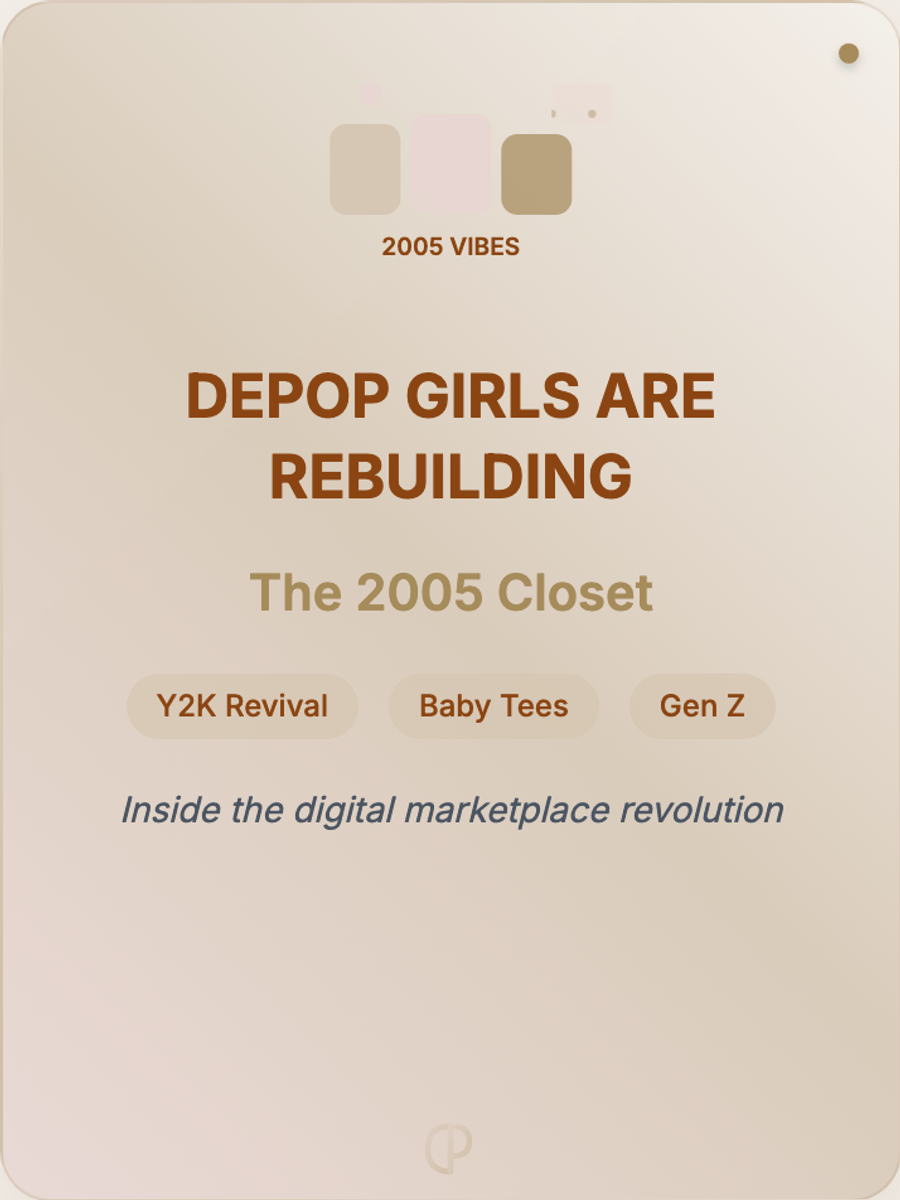 2005 VIBES
DEPOP GIRLS ARE
REBUILDING
The 2005 Closet
Y2K Revival
Baby Tees
Gen Z
Inside the digital marketplace revolution